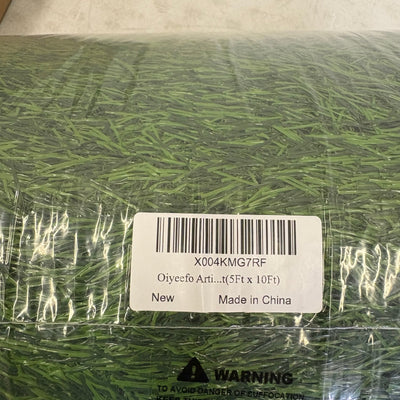 X004KMG7RF
Oiyeefo Arti...t(5Ft x 10Ft)
New Made in China
WARNING
TO AVOID DANGER OF SUFFOCATION